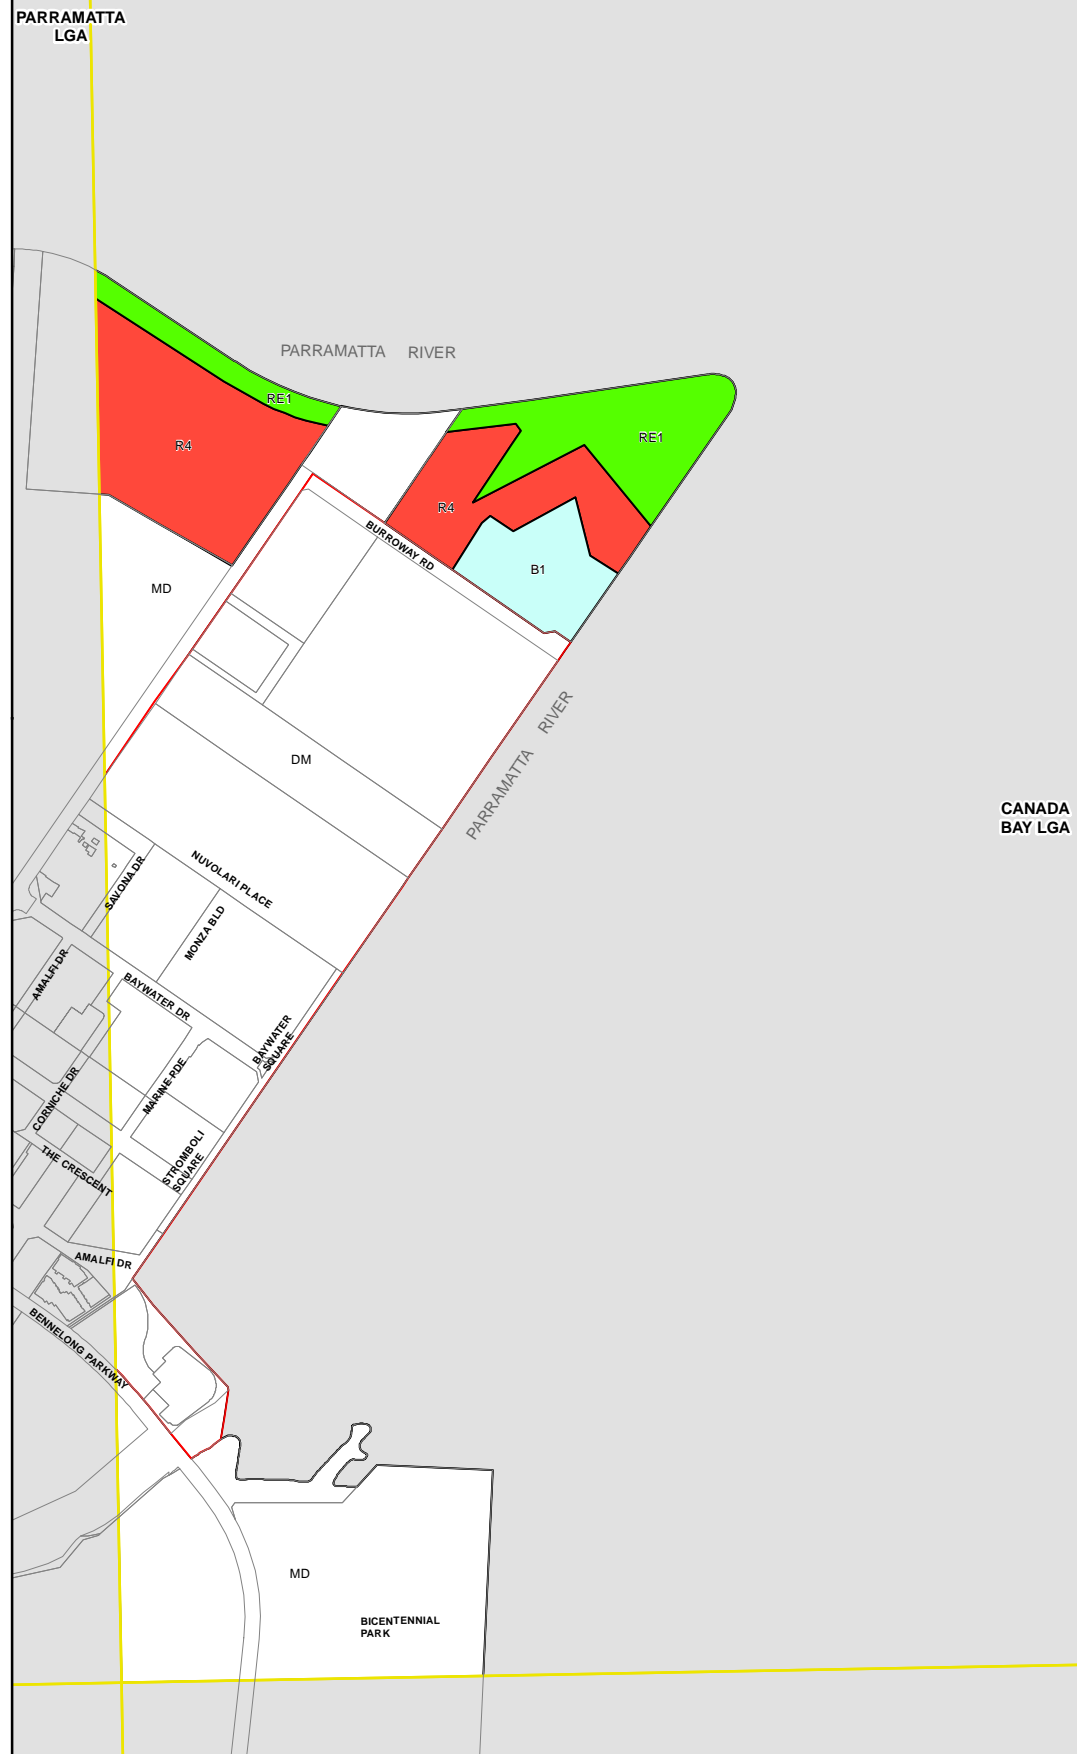 PARRAMATTA
LGA
PARRAMATTA RIVER
RE1
RE1
R4
R4
BURROWAY RD
B1
MD
PARRAMATTA RIVER
DM
CANADA
BAY LGA
NUVOLARI PLACE
SAVONA DR
MONZA BLD
AMALFI DR
BAYWATER DR
BAYWATER
SQUARE
MARINE PDE
CORNICHE DR
STROMBOLI
SQUARE
THE CRESCENT
AMALFI DR
BENNELONG PARKWAY
MD
BICENTENNIAL
PARK